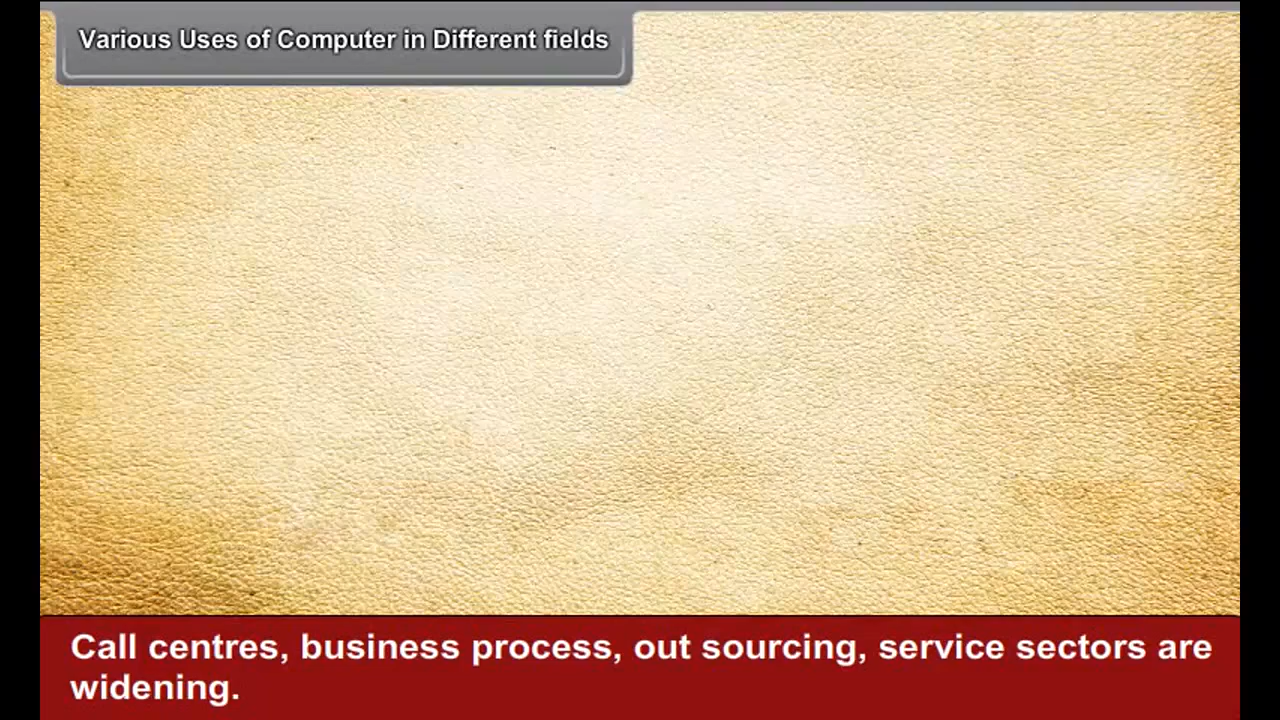 Various Uses of Computer in Different fields
Call centres, business process, out sourcing, service sectors are
widening.